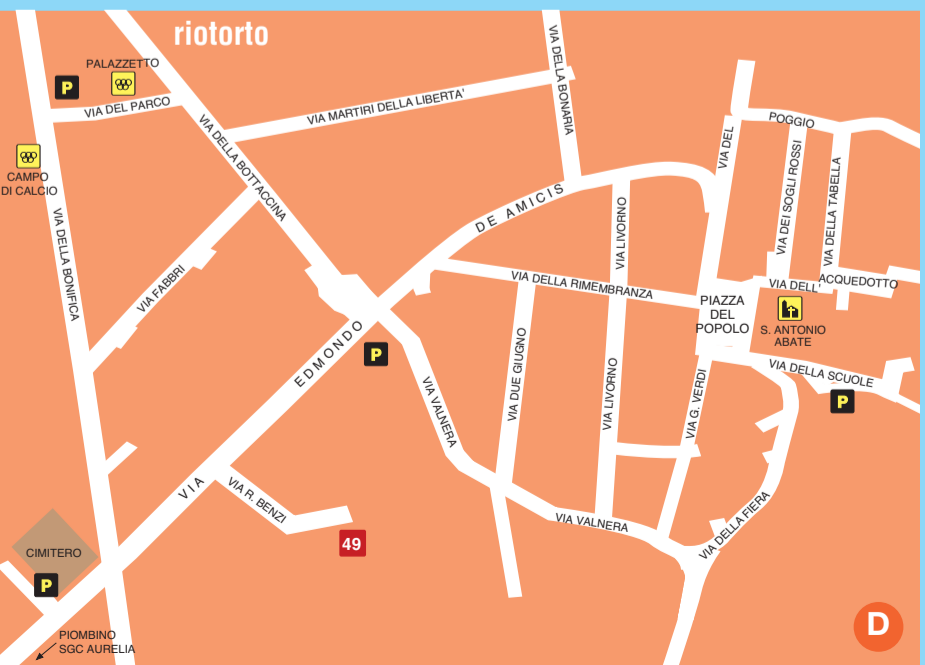 riotorto
PALAZZETTO
P
VIA DEL PARCO
VIA MARTIRI DELLA LIBERTA'
VIA DELLA BONARIA
VIA DELLA BOTTACCINA
CAMPO
DI CALCIO
VIA DELLA BONIFICA
VIA FABBRI
DE AMICIS
VIA DEL
POGGIO
VIA DEI SOGLI ROSSI
VIA DELLA TABELLA
VIA LIVORNO
VIA DELLA RIMEMBRANZA
VIA DELL'
ACQUEDOTTO
PIAZZA
DEL
POPOLO
S. ANTONIO
ABATE
EDMONDO
P
VIA DUE GIUGNO
VIA LIVORNO
VIA G. VERDI
VIA DELLA SCUOLE
P
VIA VALNERA
VIA
VIA R. BENZI
49
VIA VALNERA
VIA DELLA FIERA
CIMITERO
P
PIOMBINO
SGC AURELIA
D